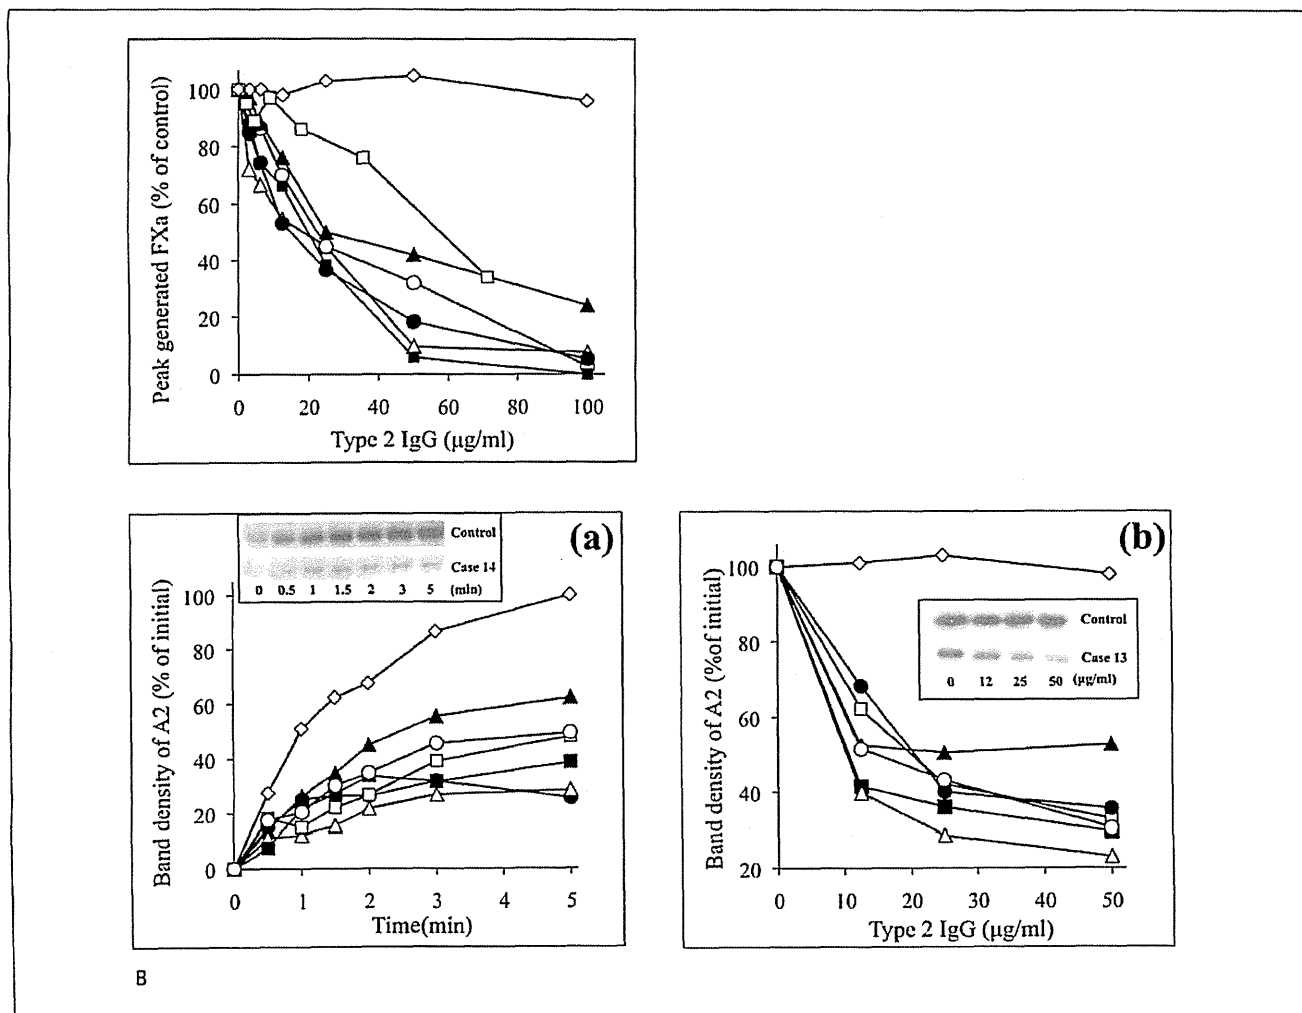 Peak generated FXa (% of control)
100
80
60
40
20
0
0 20 40 60 80 100
Type 2 IgG (µg/ml)
(a)
Control
Case 14
0 0.5 1 1.5 2 3 5 (min)
Band density of A2 (% of initial)
100
80
60
40
20
0
0 1 2 3 4 5
Time(min)
(b)
Control
Case 13
0 12 25 50 (µg/ml)
Band density of A2 (%of initial)
100
80
60
40
20
0 10 20 30 40 50
Type 2 IgG (µg/ml)
B